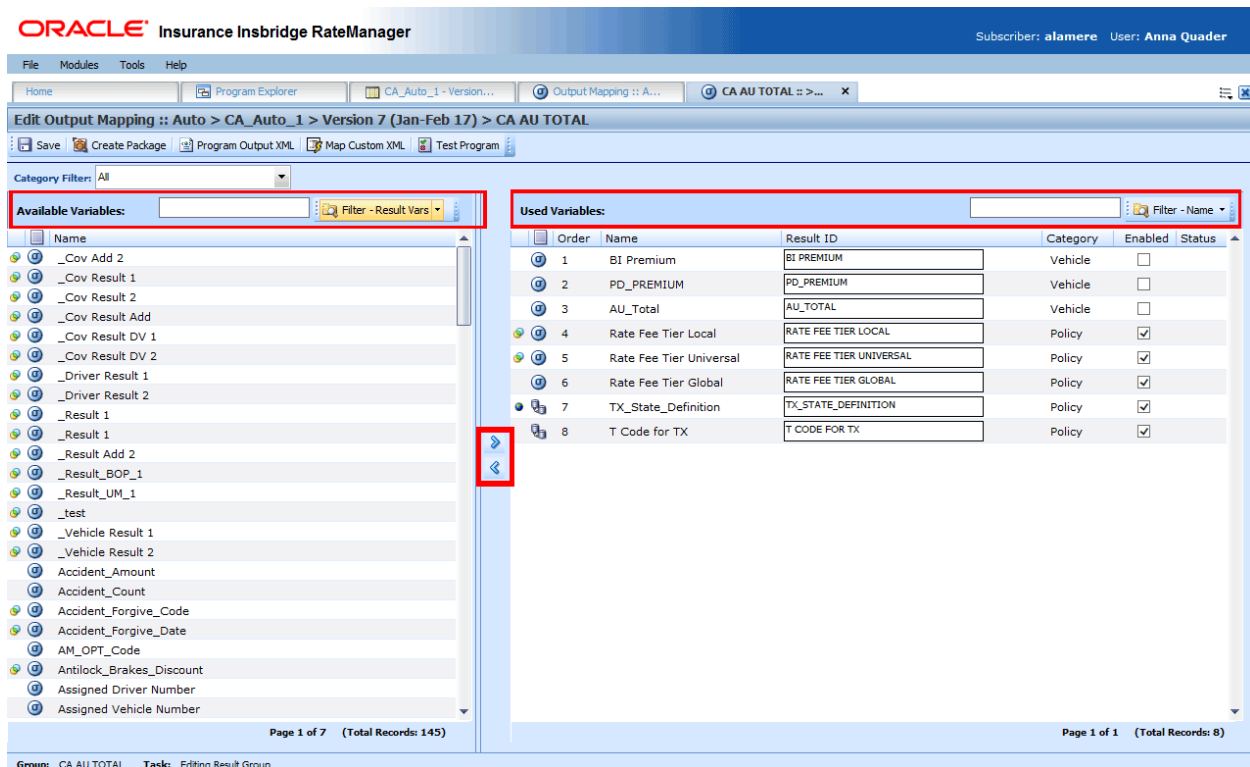 ORACLE Insurance Insbridge RateManager
Subscriber: alamere User: Anna Quader
File Modules Tools Help
Home Program Explorer CA_Auto_1 - Version... Output Mapping :: A... CA AU TOTAL :: >... x
Edit Output Mapping :: Auto > CA_Auto_1 > Version 7 (Jan-Feb 17) > CA AU TOTAL
Save Create Package Program Output XML Map Custom XML Test Program
Category Filter: All
Available Variables: Filter - Result Vars
Name
_Cov Add 2
_Cov Result 1
_Cov Result 2
_Cov Result Add
_Cov Result DV 1
_Cov Result DV 2
_Driver Result 1
_Driver Result 2
_Result 1
_Result 1
_Result Add 2
_Result_BOP_1
_Result_UM_1
_test
_Vehicle Result 1
_Vehicle Result 2
Accident_Amount
Accident_Count
Accident_Forgive_Code
Accident_Forgive_Date
AM_OPT_Code
Antilock_Brakes_Discount
Assigned Driver Number
Assigned Vehicle Number
Page 1 of 7 (Total Records: 145)
Used Variables: Filter - Name
Order Name Result ID Category Enabled Status
1 BI Premium BI PREMIUM Vehicle
2 PD_PREMIUM PD_PREMIUM Vehicle
3 AU_Total AU_TOTAL Vehicle
4 Rate Fee Tier Local RATE FEE TIER LOCAL Policy
5 Rate Fee Tier Universal RATE FEE TIER UNIVERSAL Policy
6 Rate Fee Tier Global RATE FEE TIER GLOBAL Policy
7 TX_State_Definition TX_STATE_DEFINITION Policy
8 T Code for TX T CODE FOR TX Policy
Page 1 of 1 (Total Records: 8)
Group: CA AU TOTAL Task: Editing Result Group